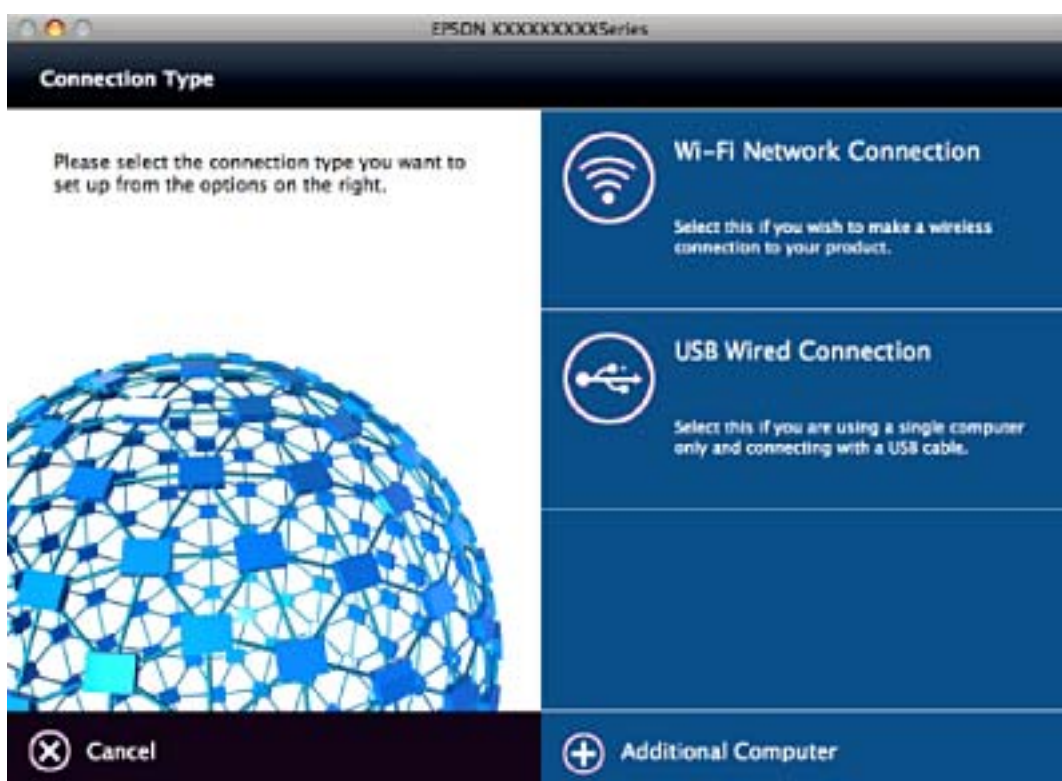 EPSON XXXXXXXXXSeries
Connection Type
Please select the connection type you want to
set up from the options on the right.
Wi-Fi Network Connection
Select this if you wish to make a wireless
connection to your product.
USB Wired Connection
Select this if you are using a single computer
only and connecting with a USB cable.
Cancel
Additional Computer